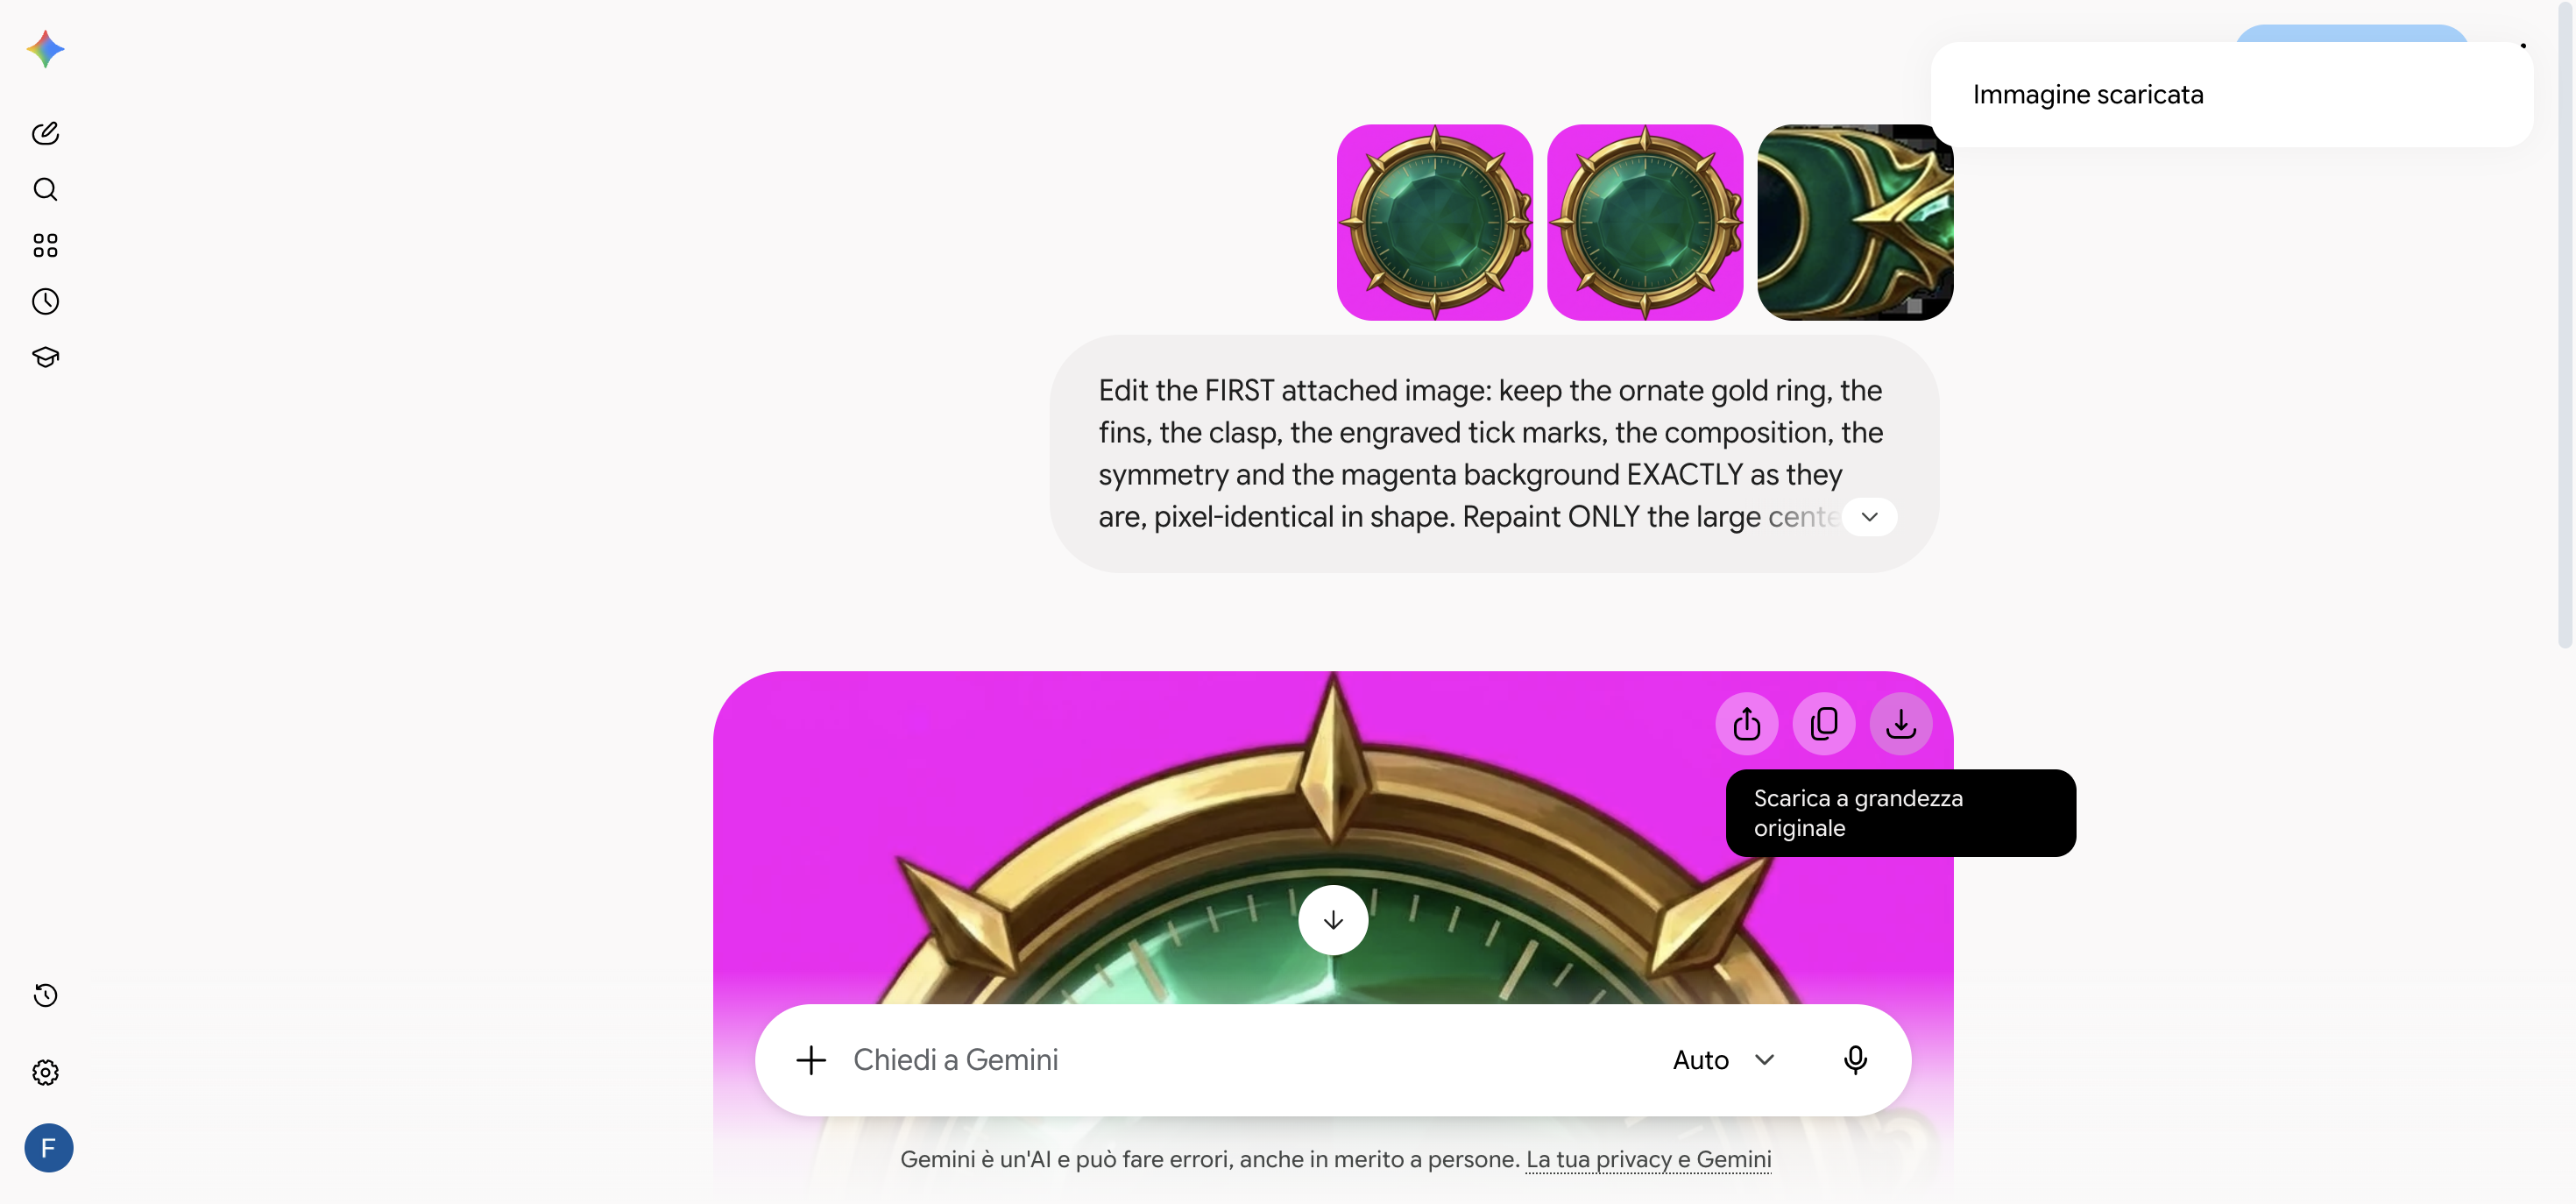 Immagine scaricata
Edit the FIRST attached image: keep the ornate gold ring, the
fins, the clasp, the engraved tick marks, the composition, the
symmetry and the magenta background EXACTLY as they
are, pixel-identical in shape. Repaint ONLY the large cente
Scarica a grandezza
originale
Chiedi a Gemini
Auto
F
Gemini è un'AI e può fare errori, anche in merito a persone. La tua privacy e Gemini